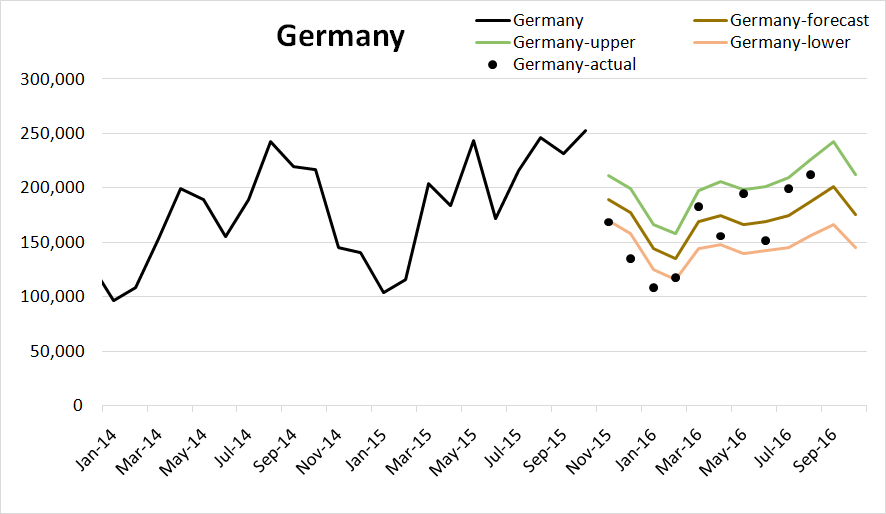 Germany
Germany Germany-forecast
Germany-upper Germany-lower
Germany-actual
300,000
250,000
200,000
150,000
100,000
50,000
0
Jan-14 Mar-14 May-14 Jul-14 Sep-14 Nov-14 Jan-15 Mar-15 May-15 Jul-15 Sep-15 Nov-15 Jan-16 Mar-16 May-16 Jul-16 Sep-16